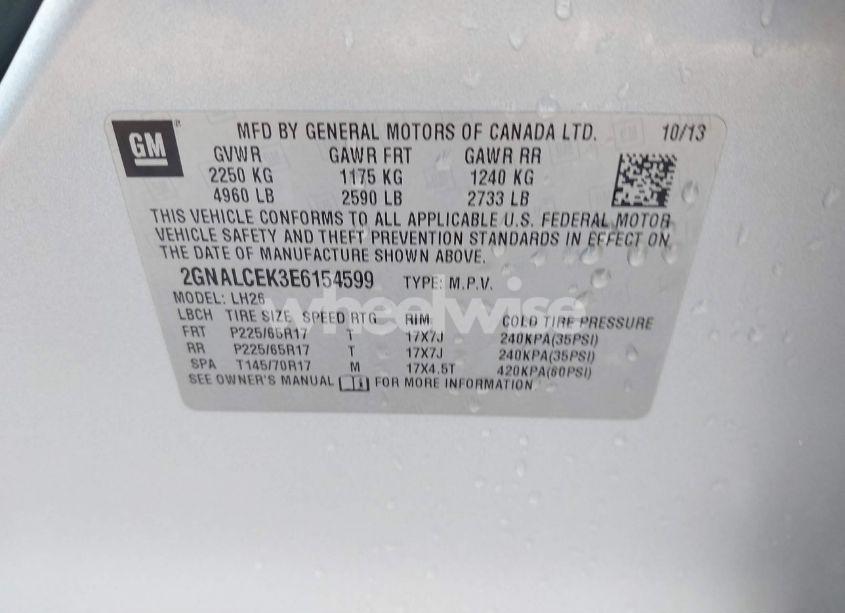 GM
MFD BY GENERAL MOTORS OF CANADA LTD. 10/13
GVWR GAWR FRT GAWR RR
2250 KG 1175 KG 1240 KG
4960 LB 2590 LB 2733 LB
THIS VEHICLE CONFORMS TO ALL APPLICABLE U.S. FEDERAL MOTOR
VEHICLE SAFETY AND THEFT PREVENTION STANDARDS IN EFFECT ON
THE DATE OF MANUFACTURE SHOWN ABOVE.
2GNALCEK3E6154599 TYPE: M.P.V.
MODEL: LH26
wheelwise
LBCH TIRE SIZE SPEED RTG RIM COLD TIRE PRESSURE
FRT P225/65R17 T 17X7J 240KPA(35PSI)
RR P225/65R17 T 17X7J 240KPA(35PSI)
SPA T145/70R17 M 17X4.5T 420KPA(60PSI)
SEE OWNER'S MANUAL FOR MORE INFORMATION